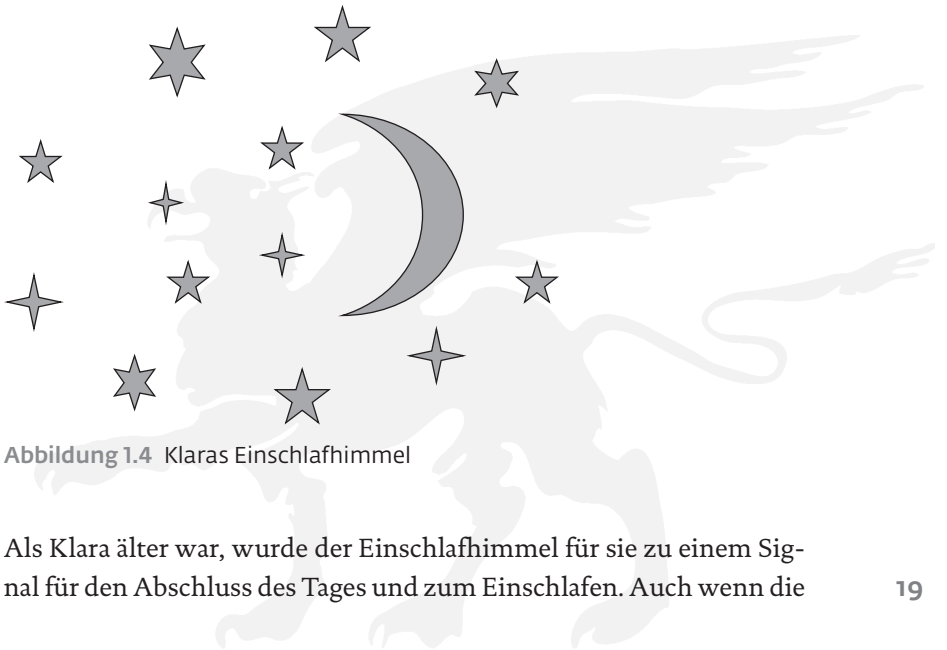 Abbildung 1.4 Klaras Einschlafhimmel
Als Klara älter war, wurde der Einschlafhimmel für sie zu einem Sig-
nal für den Abschluss des Tages und zum Einschlafen. Auch wenn die
19